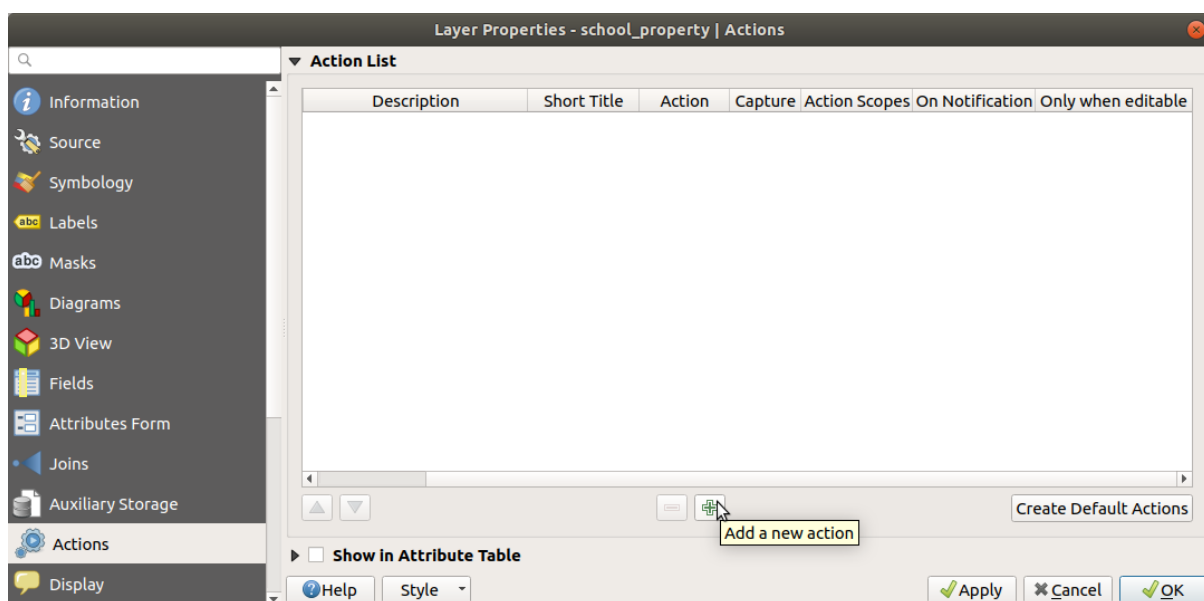 Layer Properties - school_property | Actions
Information
Source
Symbology
abc Labels
abc Masks
Diagrams
3D View
Fields
Attributes Form
Joins
Auxiliary Storage
Actions
Display
Action List
Description Short Title Action Capture Action Scopes On Notification Only when editable
Create Default Actions
Add a new action
Show in Attribute Table
Help Style Apply Cancel OK